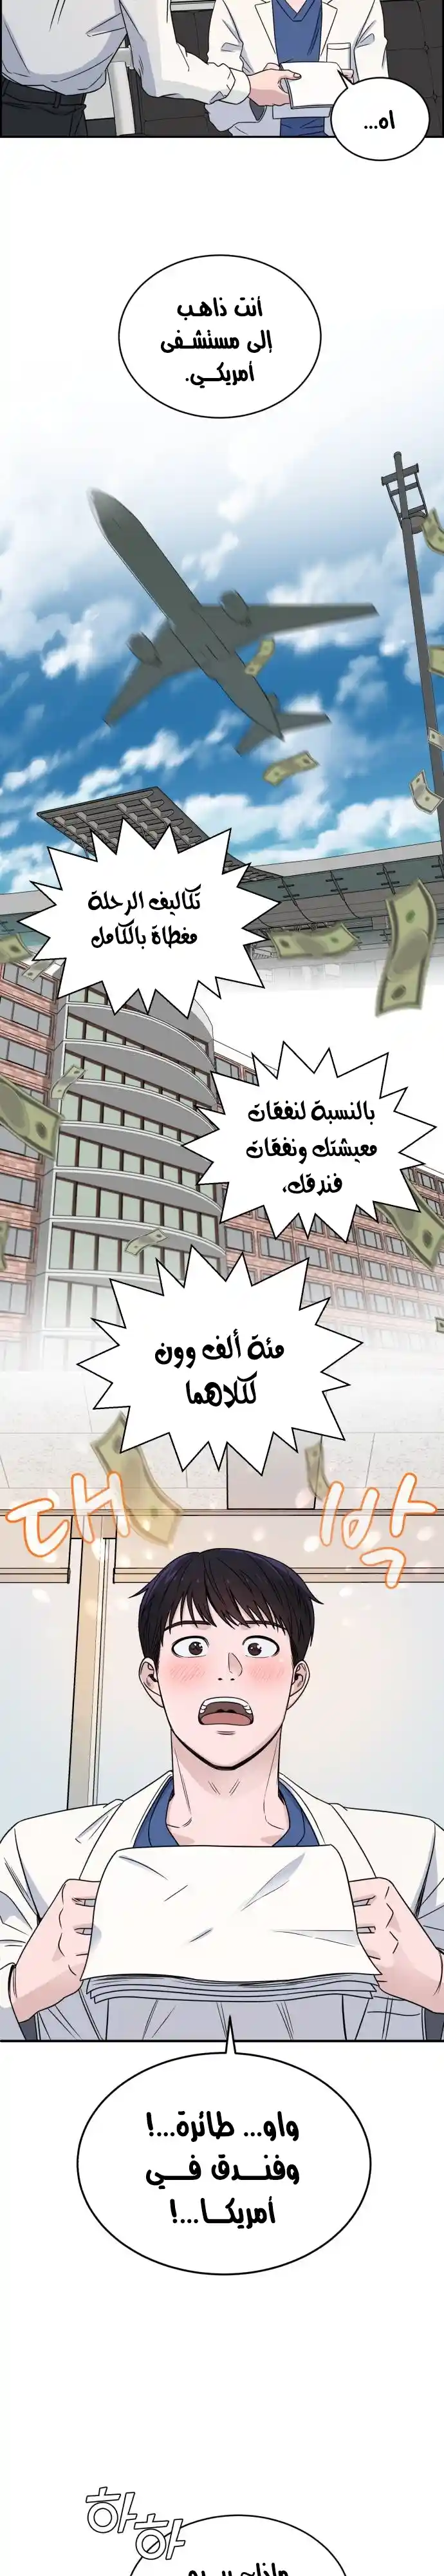 اه...
أنت ذاهب
إلى مستشفى
أمريكي.
تكاليف الرحلة
مغطاة بالكامل
بالنسبة لنفقات
معيشتك ونفقات
فندقك،
مئة ألف وون
لكلاهما
대박
واو... طائرة...!
وفندق في
أمريكا...!
하하